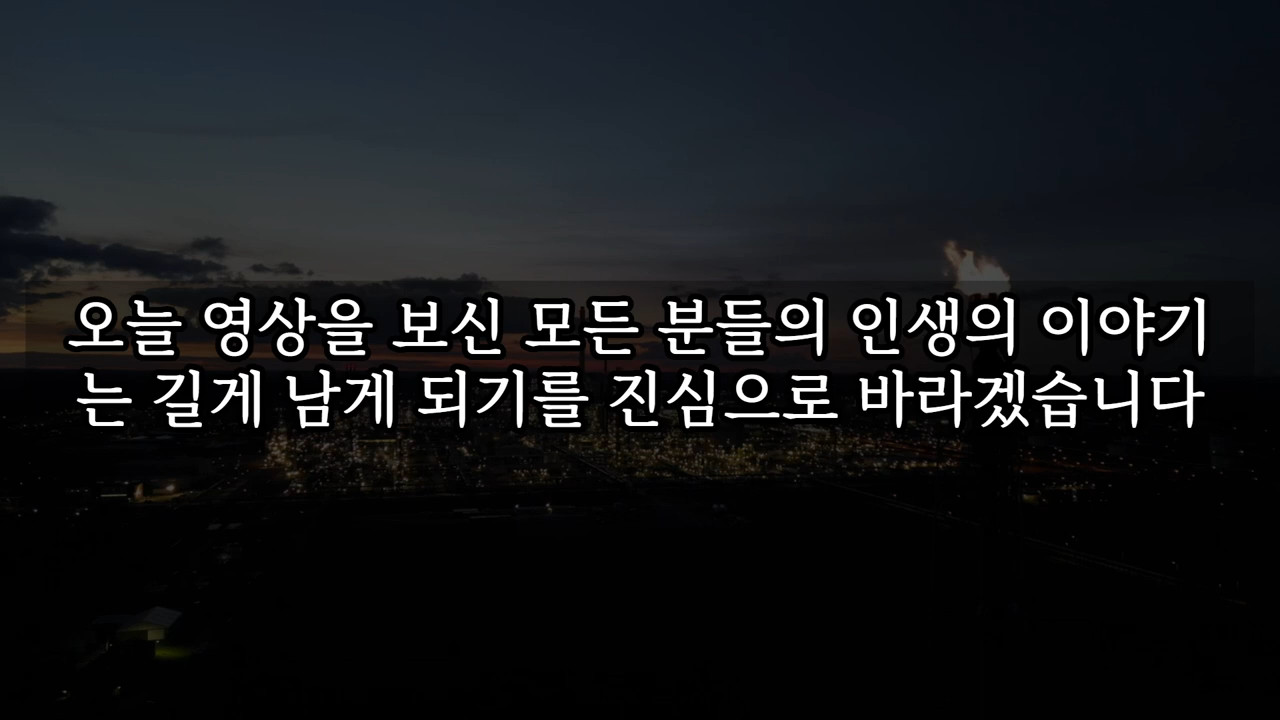 오늘 영상을 보신 모든 분들의 인생의 이야기
는 길게 남게 되기를 진심으로 바라겠습니다